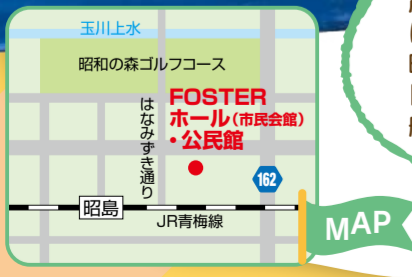 玉川上水
昭和の森ゴルフコース
はなみずき通り
FOSTER
ホール(市民会館)
・公民館
162
昭島
JR青梅線
MAP